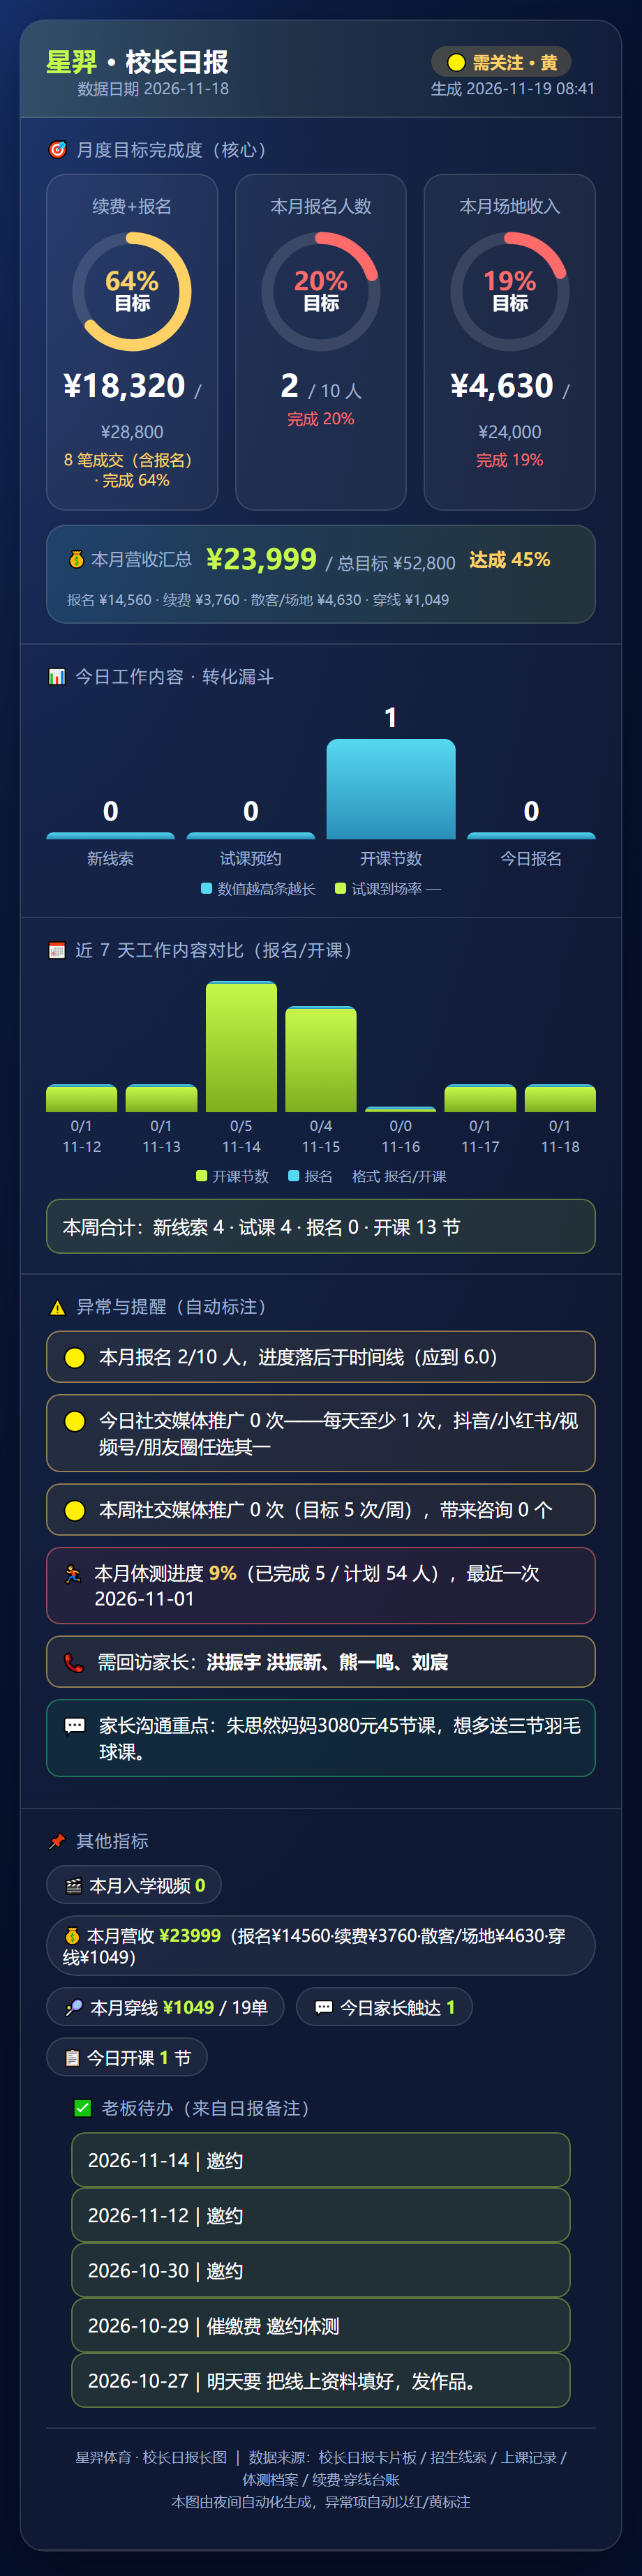 星羿 · 校长日报
需关注 · 黄
数据日期 2026-11-18
生成 2026-11-19 08:41
月度目标完成度（核心）
续费+报名
64%
目标
¥18,320 /
¥28,800
8 笔成交（含报名）
· 完成 64%
本月报名人数
20%
目标
2 / 10 人
完成 20%
本月场地收入
19%
目标
¥4,630 /
¥24,000
完成 19%
本月营收汇总 ¥23,999 / 总目标 ¥52,800 达成 45%
报名 ¥14,560 · 续费 ¥3,760 · 散客/场地 ¥4,630 · 穿线 ¥1,049
今日工作内容 · 转化漏斗
0
0
1
0
新线索
试课预约
开课节数
今日报名
数值越高条越长 试课到场率 —
近 7 天工作内容对比（报名/开课）
0/1
11-12
0/1
11-13
0/5
11-14
0/4
11-15
0/0
11-16
0/1
11-17
0/1
11-18
开课节数 报名 格式 报名/开课
本周合计：新线索 4 · 试课 4 · 报名 0 · 开课 13 节
异常与提醒（自动标注）
本月报名 2/10 人，进度落后于时间线（应到 6.0）
今日社交媒体推广 0 次——每天至少 1 次，抖音/小红书/视
频号/朋友圈任选其一
本周社交媒体推广 0 次（目标 5 次/周），带来咨询 0 个
本月体测进度 9%（已完成 5 / 计划 54 人），最近一次
2026-11-01
需回访家长：洪振宇 洪振新、熊一鸣、刘宸
家长沟通重点：朱思然妈妈3080元45节课，想多送三节羽毛
球课。
其他指标
本月入学视频 0
本月营收 ¥23999（报名¥14560·续费¥3760·散客/场地¥4630·穿
线¥1049）
本月穿线 ¥1049 / 19单
今日家长触达 1
今日开课 1 节
老板待办（来自日报备注）
2026-11-14 | 邀约
2026-11-12 | 邀约
2026-10-30 | 邀约
2026-10-29 | 催缴费 邀约体测
2026-10-27 | 明天要 把线上资料填好，发作品。
星羿体育 · 校长日报长图 ｜ 数据来源：校长日报卡片板 / 招生线索 / 上课记录 /
体测档案 / 续费·穿线台账
本图由夜间自动化生成，异常项自动以红/黄标注